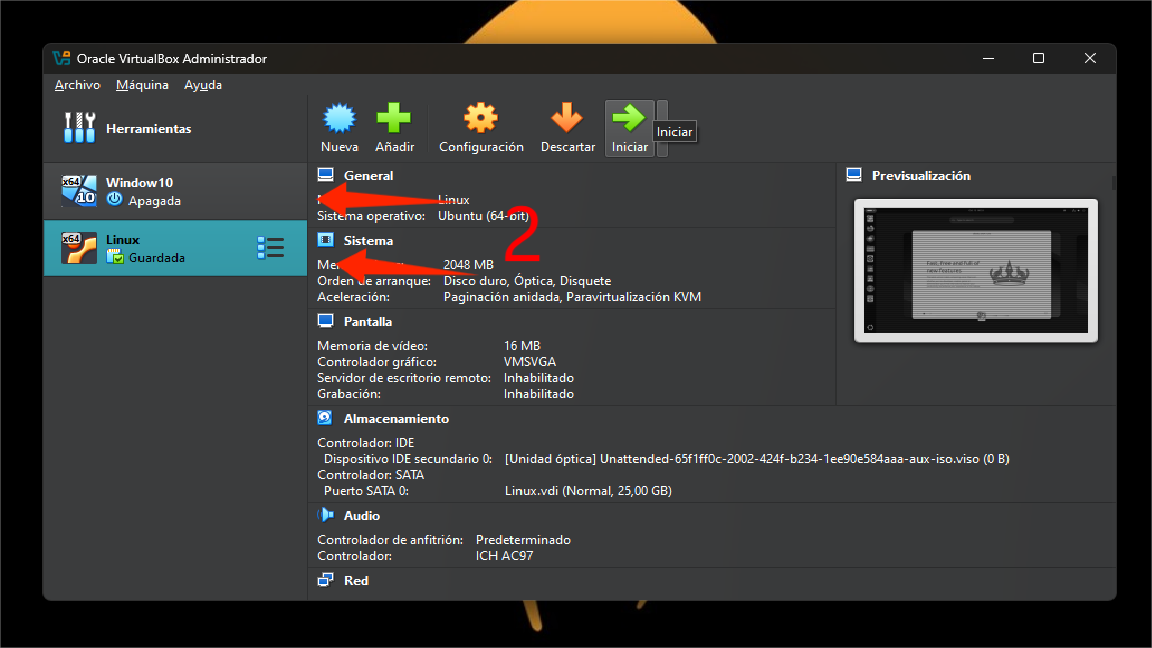 Oracle VirtualBox Administrador
Archivo Máquina Ayuda
Herramientas
Nueva Añadir Configuración Descartar Iniciar
Iniciar
x64
10
Window10
Apagada
x64
Linux
Guardada
General
Linux
Sistema operativo: Ubuntu (64-bit)
2
Sistema
2048 MB
Orden de arranque: Disco duro, Óptica, Disquete
Aceleración: Paginación anidada, Paravirtualización KVM
Pantalla
Memoria de vídeo: 16 MB
Controlador gráfico: VMSVGA
Servidor de escritorio remoto: Inhabilitado
Grabación: Inhabilitado
Almacenamiento
Controlador: IDE
Dispositivo IDE secundario 0: [Unidad óptica] Unattended-65f1ff0c-2002-424f-b234-1ee90e584aaa-aux-iso.viso (0 B)
Controlador: SATA
Puerto SATA 0: Linux.vdi (Normal, 25,00 GB)
Audio
Controlador de anfitrión: Predeterminado
Controlador: ICH AC97
Red
Previsualización
Fast, free and full of
new features